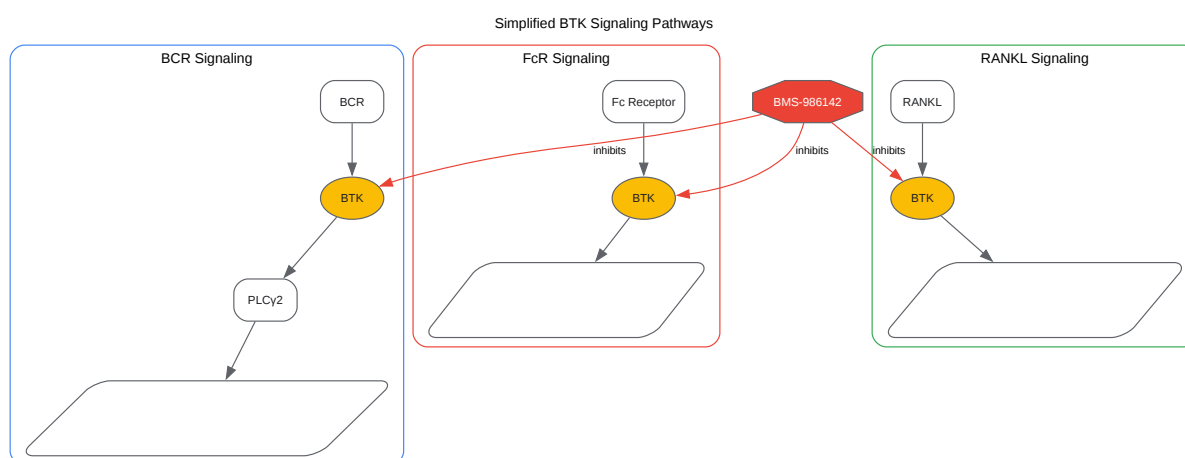 Simplified BTK Signaling Pathways
BCR Signaling
FcR Signaling
RANKL Signaling
BCR
Fc Receptor
BMS-986142
RANKL
inhibits
inhibits
inhibits
BTK
BTK
BTK
PLCγ2